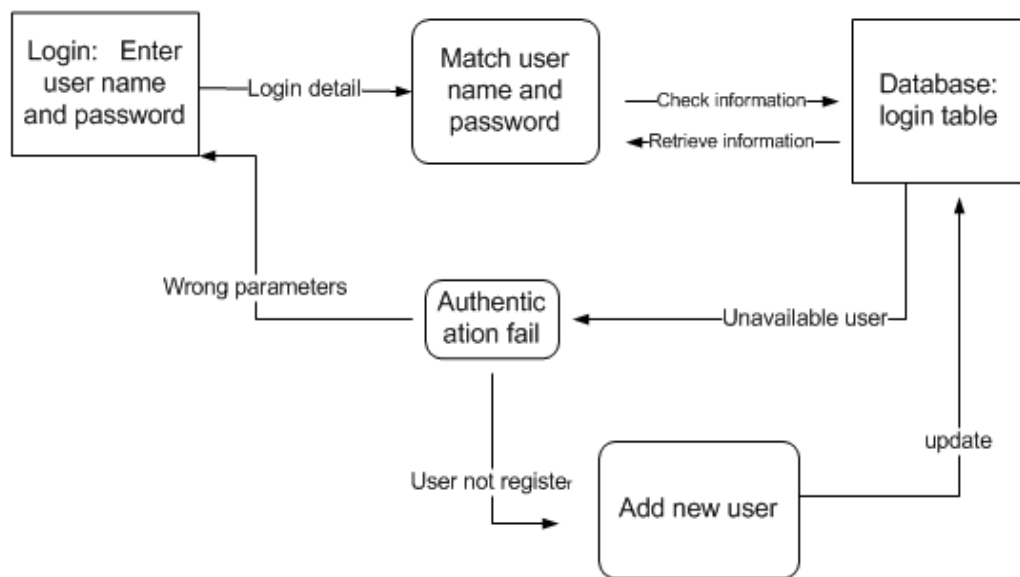 Login: Enter
user name
and password
Login detail
Match user
name and
password
Check information
Retrieve information
Database:
login table
Wrong parameters
Authentic
ation fail
Unavailable user
User not register
Add new user
update